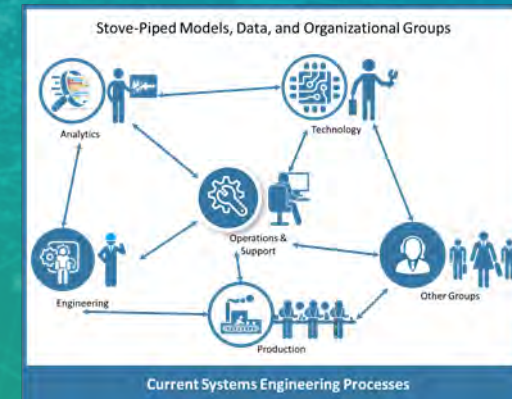 Stove-Piped Models, Data, and Organizational Groups
Analytics
Technology
Operations &
Support
Engineering
Other Groups
Production
Current Systems Engineering Processes